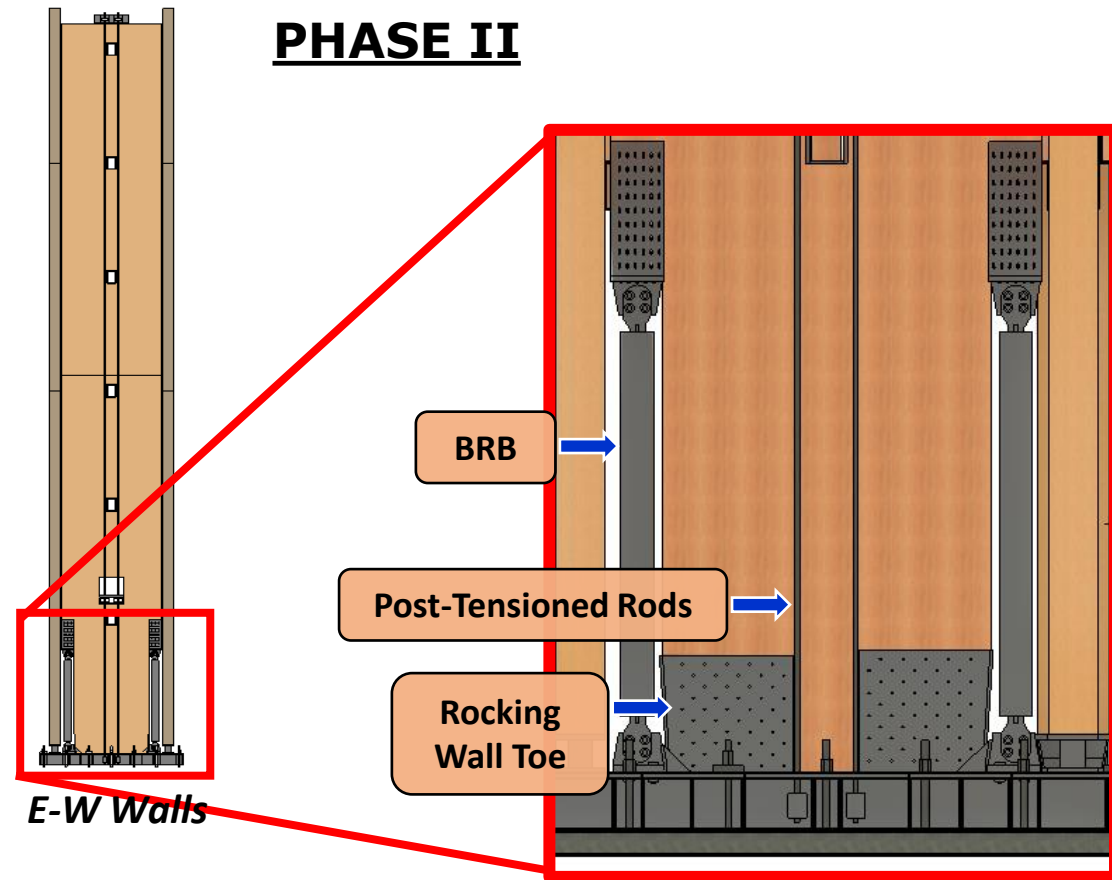 PHASE II
BRB
Post-Tensioned Rods
Rocking
Wall Toe
E-W Walls